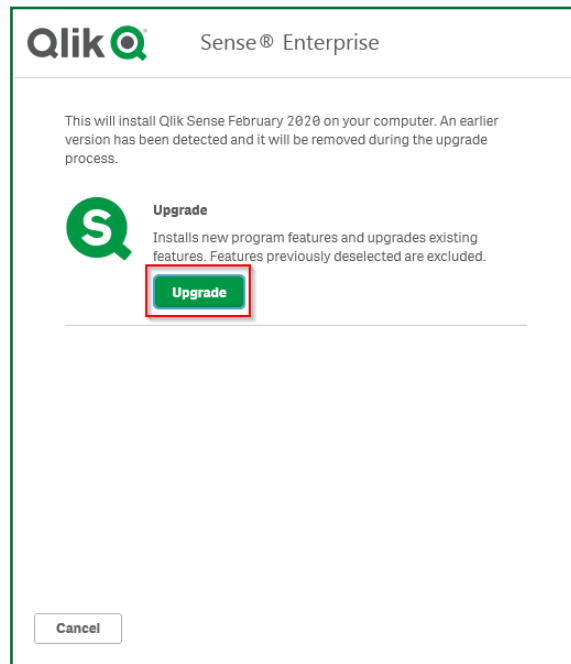 Qlik Sense® Enterprise
This will install Qlik Sense February 2020 on your computer. An earlier
version has been detected and it will be removed during the upgrade
process.
Upgrade
Installs new program features and upgrades existing
features. Features previously deselected are excluded.
Upgrade
Cancel